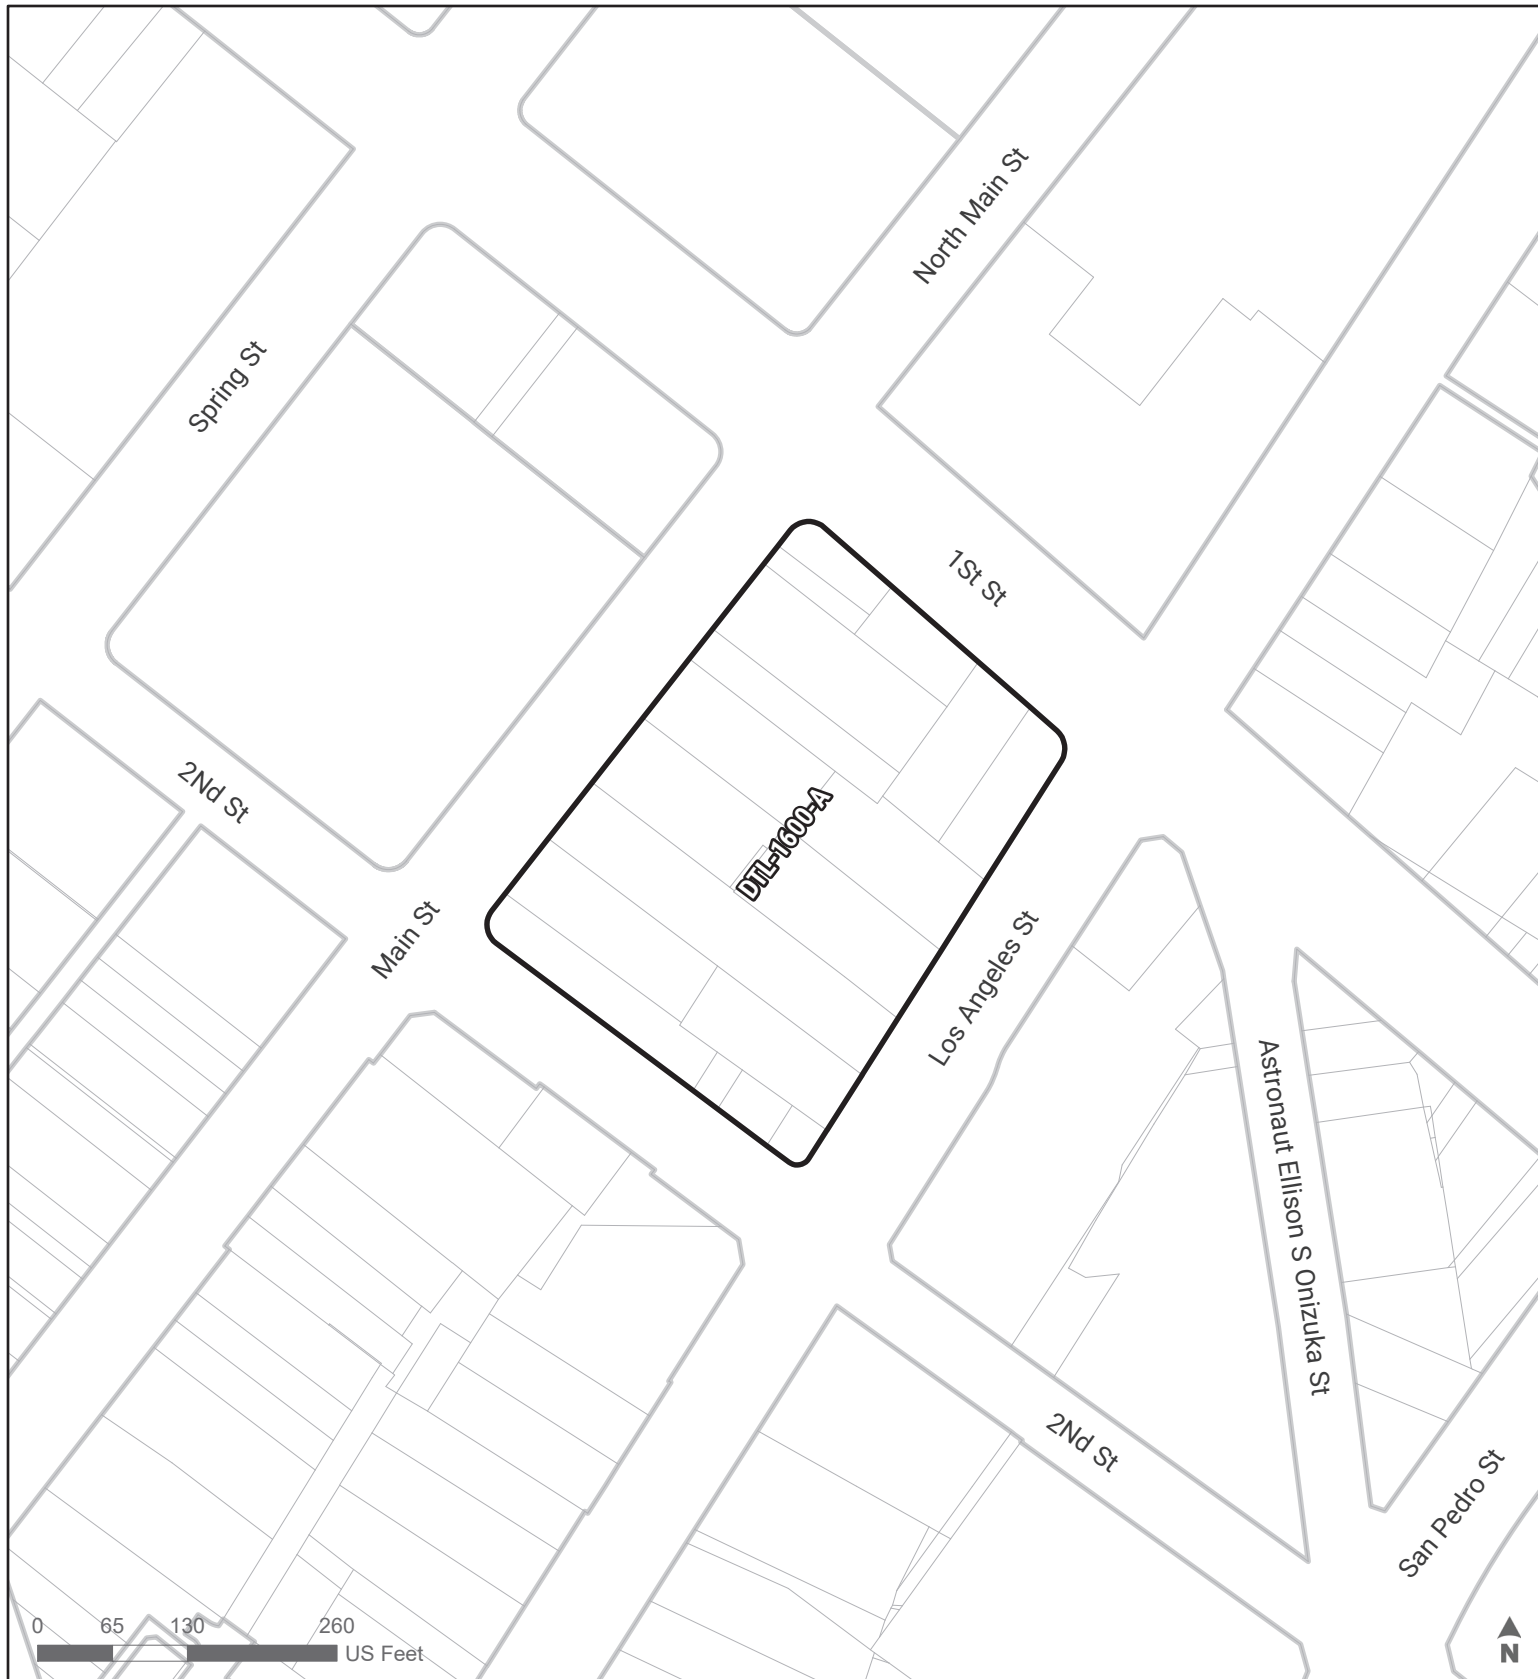 North Main St
Spring St
1St St
2Nd St
DTL-1600-A
Main St
Los Angeles St
Astronaut Ellison S Onizuka St
2Nd St
San Pedro St
0 65 130 260
US Feet
N